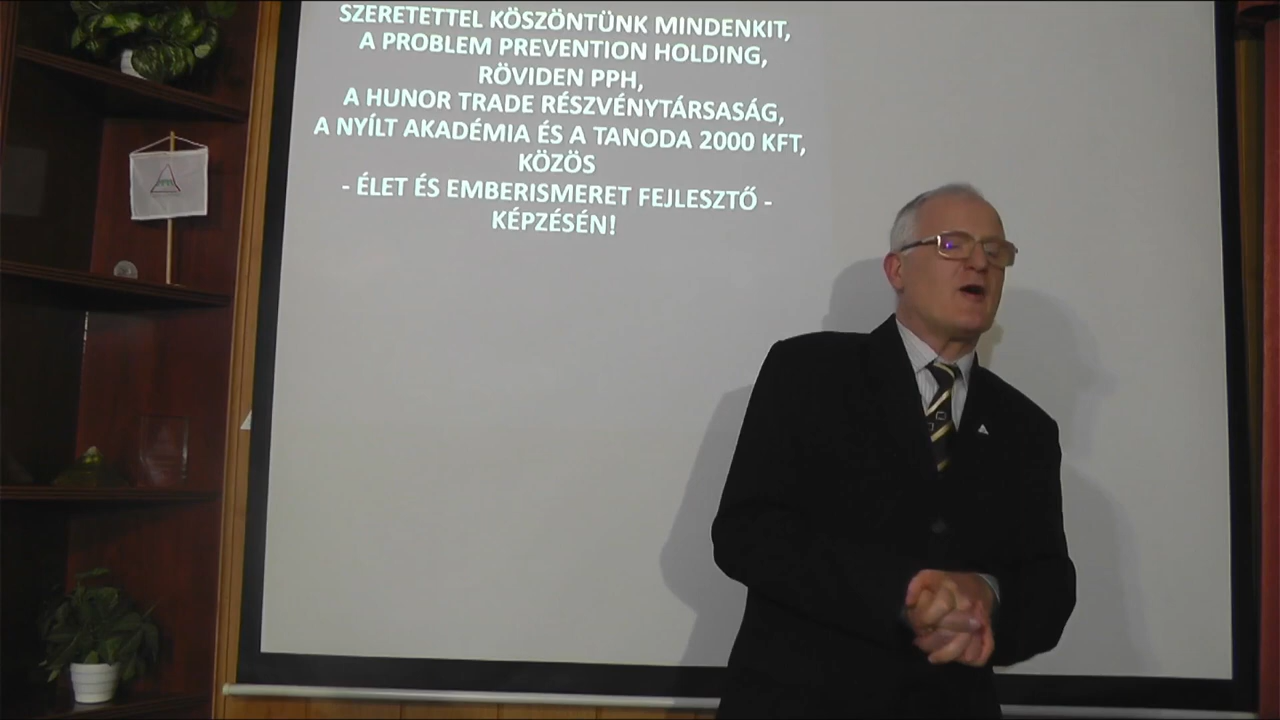 SZERETETTEL KÖSZÖNTÜNK MINDENKIT,
A PROBLEM PREVENTION HOLDING,
RÖVIDEN PPH,
A HUNOR TRADE RÉSZVÉNYTÁRSASÁG,
A NYÍLT AKADÉMIA ÉS A TANODA 2000 KFT,
KÖZÖS
- ÉLET ÉS EMBERISMERET FEJLESZTŐ -
KÉPZÉSÉN!